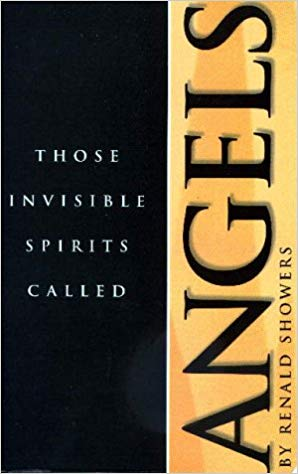 THOSE
INVISIBLE
SPIRITS
CALLED
ANGELS
BY RENALD SHOWERS